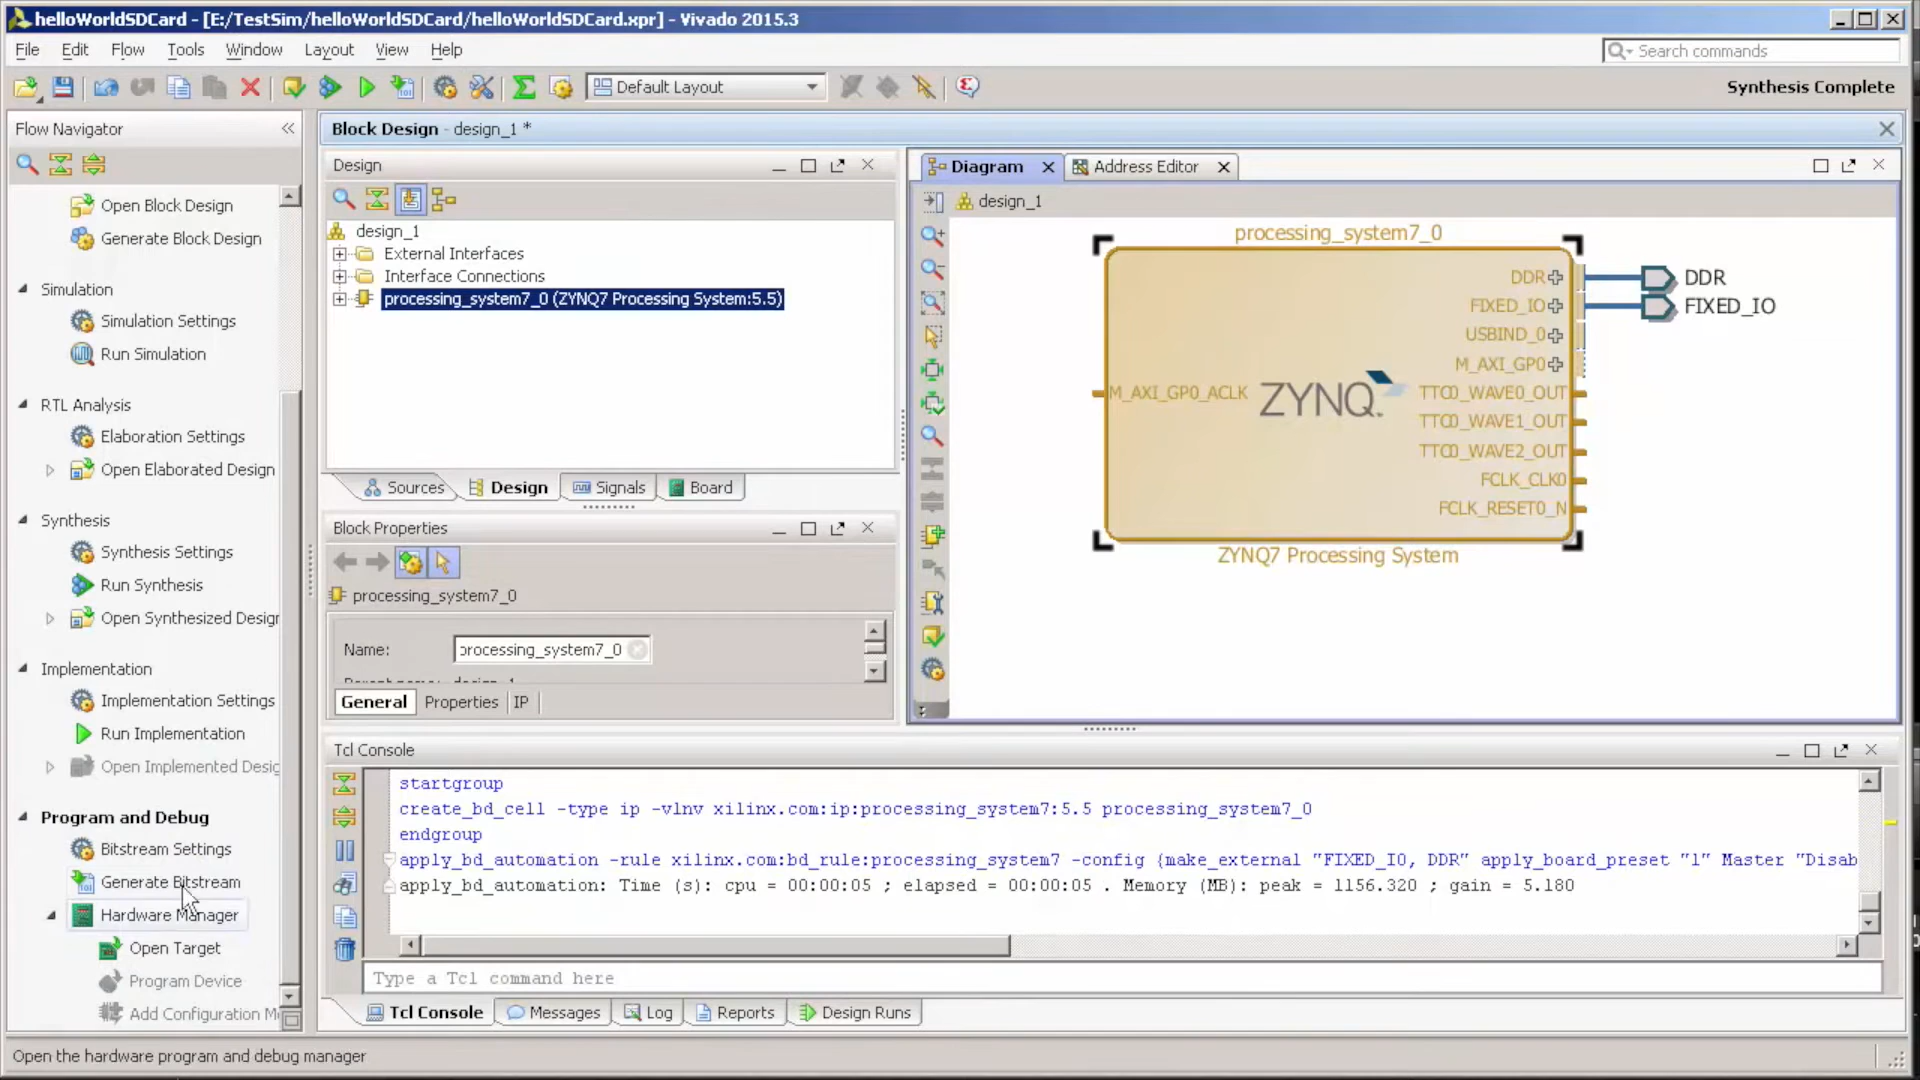 helloWorldSDCard - [E:/TestSim/helloWorldSDCard/helloWorldSDCard.xpr] - Vivado 2015.3
File Edit Flow Tools Window Layout View Help
Search commands
Default Layout
Synthesis Complete
Flow Navigator
Open Block Design
Generate Block Design
Simulation
Simulation Settings
Run Simulation
RTL Analysis
Elaboration Settings
Open Elaborated Design
Synthesis
Synthesis Settings
Run Synthesis
Open Synthesized Design
Implementation
Implementation Settings
Run Implementation
Open Implemented Desig
Program and Debug
Bitstream Settings
Generate Bitstream
Hardware Manager
Open Target
Program Device
Add Configuration M
Block Design - design_1 *
Design
design_1
External Interfaces
Interface Connections
processing_system7_0 (ZYNQ7 Processing System:5.5)
Sources Design Signals Board
Block Properties
processing_system7_0
Name: processing_system7_0
General Properties IP
Diagram Address Editor
design_1
processing_system7_0
DDR
FIXED_IO
USBIND_0
M_AXI_GP0
M_AXI_GP0_ACLK
ZYNQ
TTC0_WAVE0_OUT
TTC0_WAVE1_OUT
TTC0_WAVE2_OUT
FCLK_CLK0
FCLK_RESET0_N
DDR
FIXED_IO
ZYNQ7 Processing System
Tcl Console
startgroup
create_bd_cell -type ip -vlnv xilinx.com:ip:processing_system7:5.5 processing_system7_0
endgroup
apply_bd_automation -rule xilinx.com:bd_rule:processing_system7 -config {make_external "FIXED_IO, DDR" apply_board_preset "1" Master "Disab
apply_bd_automation: Time (s): cpu = 00:00:05 ; elapsed = 00:00:05 . Memory (MB): peak = 1156.320 ; gain = 5.180
Type a Tcl command here
Tcl Console Messages Log Reports Design Runs
Open the hardware program and debug manager